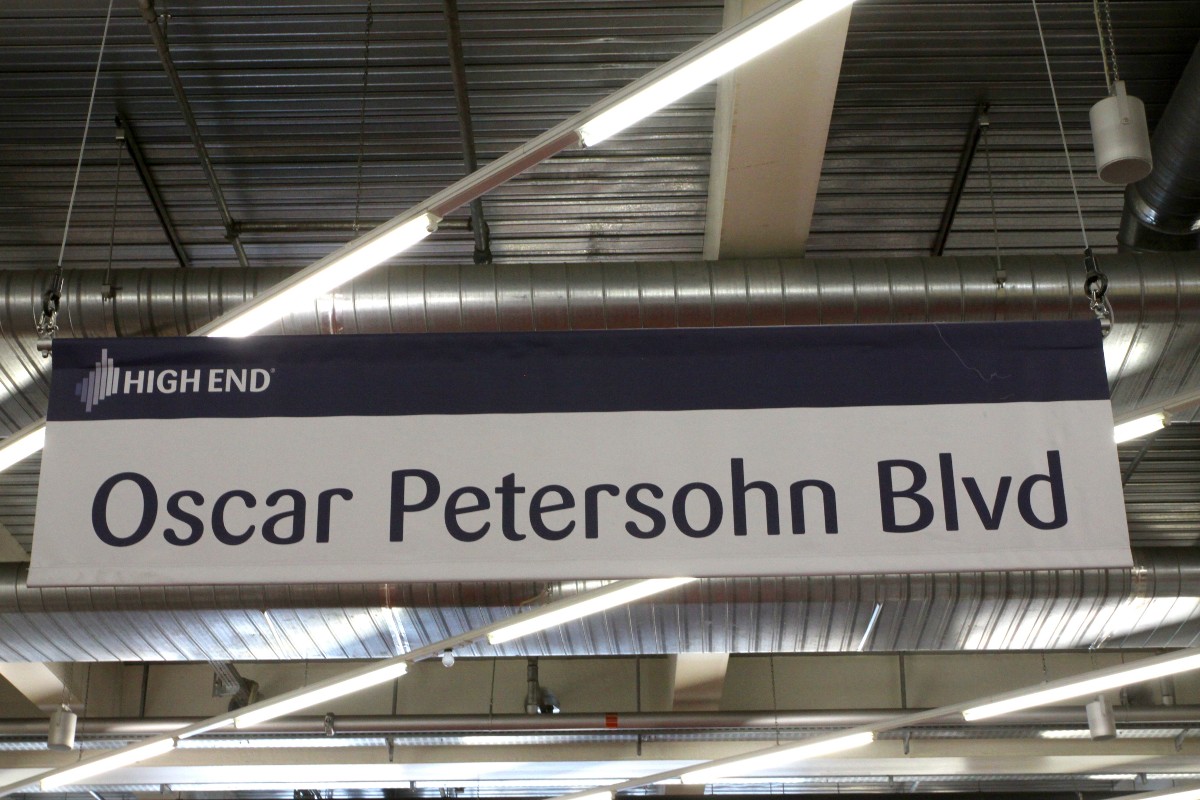 HIGH END®
Oscar Petersohn Blvd